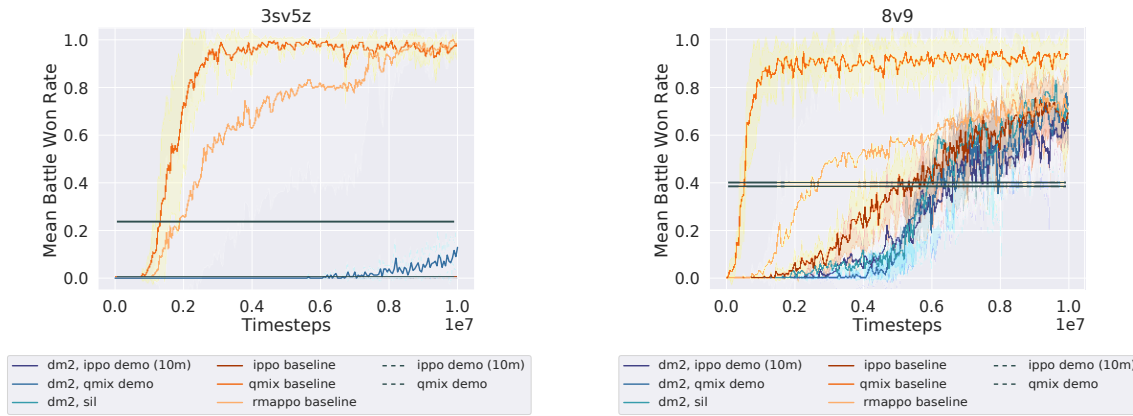 3sv5z
1.0
0.8
0.6
0.4
0.2
0.0
Mean Battle Won Rate
0.0 0.2 0.4 0.6 0.8 1.0
Timesteps
1e7
dm2, ippo demo (10m)
dm2, qmix demo
dm2, sil
ippo baseline
qmix baseline
rmappo baseline
ippo demo (10m)
qmix demo
8v9
1.0
0.8
0.6
0.4
0.2
0.0
Mean Battle Won Rate
0.0 0.2 0.4 0.6 0.8 1.0
Timesteps
1e7
dm2, ippo demo (10m)
dm2, qmix demo
dm2, sil
ippo baseline
qmix baseline
rmappo baseline
ippo demo (10m)
qmix demo